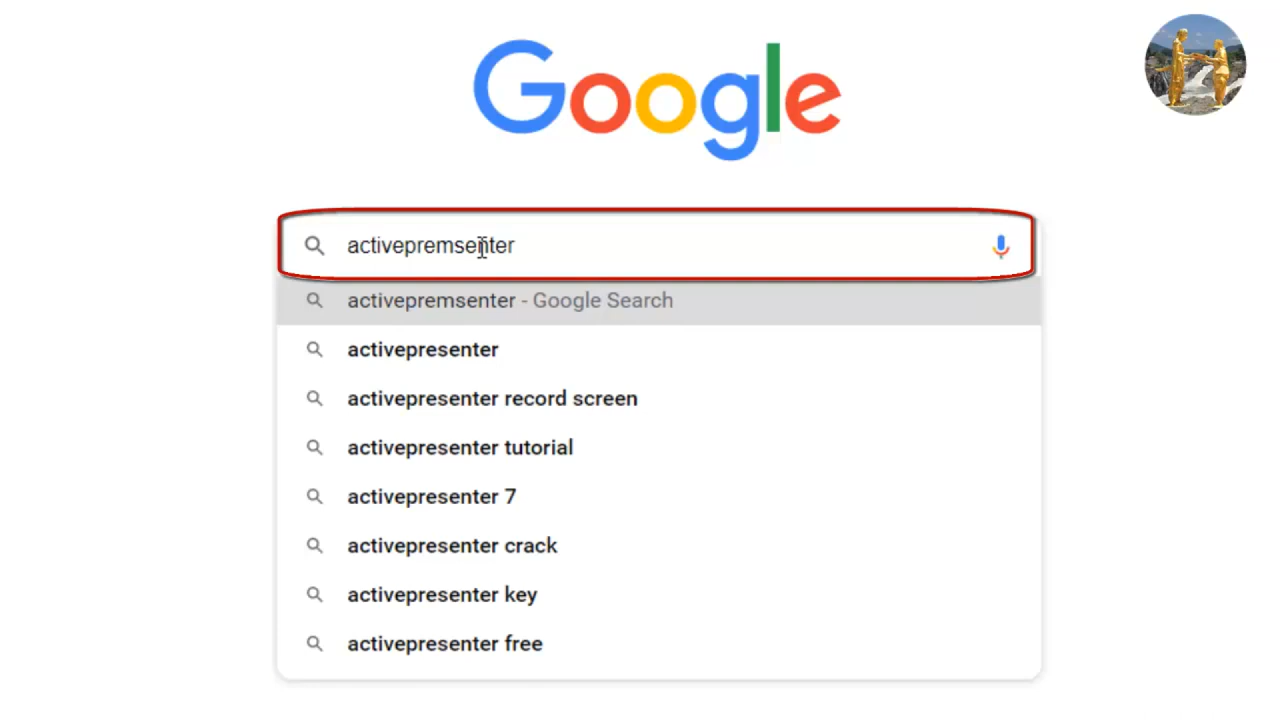 Google
activepremsenter
activepremsenter - Google Search
activepresenter
activepresenter record screen
activepresenter tutorial
activepresenter 7
activepresenter crack
activepresenter key
activepresenter free